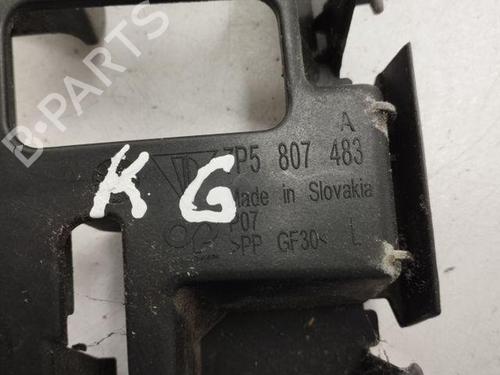 B-PARTS
A
7P5 807 483
Made in Slovakia
P07
>PP GF30< L
K G